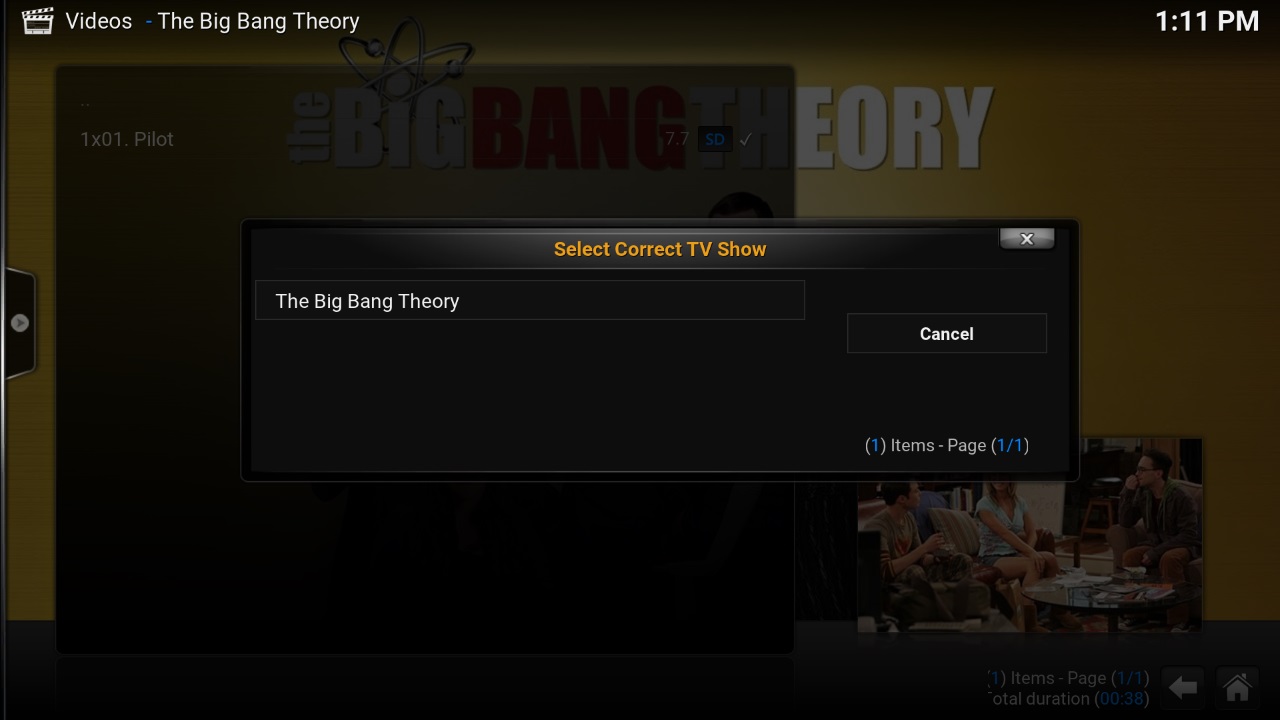 Videos - The Big Bang Theory
1:11 PM
the BIG BANG THEORY
..
1x01. Pilot 7.7 SD ✓
Select Correct TV Show
x
The Big Bang Theory
Cancel
(1) Items - Page (1/1)
(1) Items - Page (1/1)
otal duration (00:38)